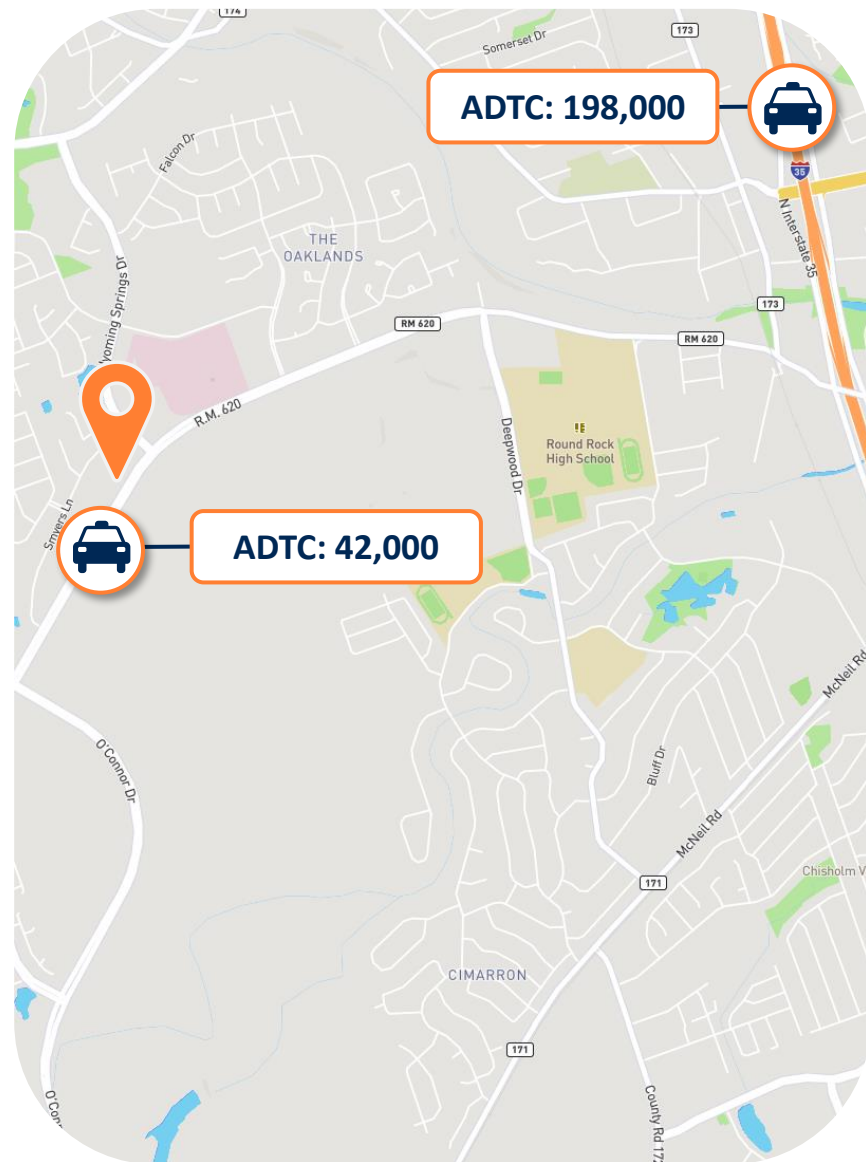 174
173
Somerset Dr
ADTC: 198,000
Falcon Dr
35
N Interstate 35
THE
OAKLANDS
Wyoming Springs Dr
173
RM 620
RM 620
R.M. 620
Deepwood Dr
Round Rock
High School
Smyers Ln
ADTC: 42,000
McNeil Rd
O'Connor Dr
Bluff Dr
McNeil Rd
171
Chisholm V
CIMARRON
171
O'C
County Rd 172